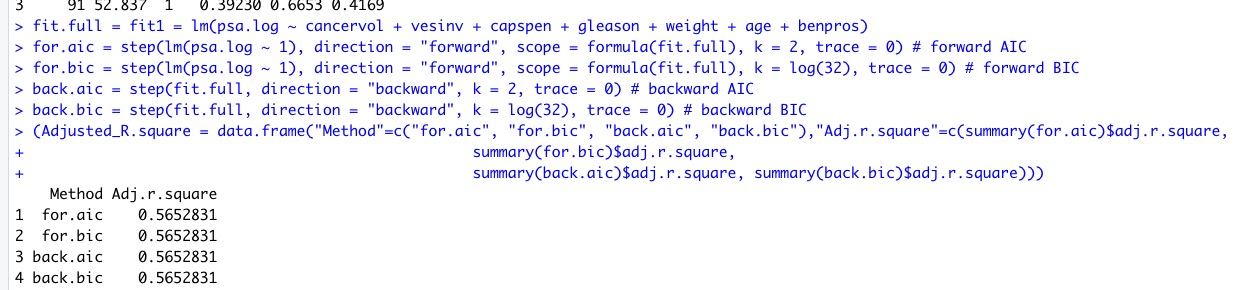 3     91 52.837  1   0.39230 0.6653 0.4169
> fit.full = fit1 = lm(psa.log ~ cancervol + vesinv + capspen + gleason + weight + age + benpros)
> for.aic = step(lm(psa.log ~ 1), direction = "forward", scope = formula(fit.full), k = 2, trace = 0) # forward AIC
> for.bic = step(lm(psa.log ~ 1), direction = "forward", scope = formula(fit.full), k = log(32), trace = 0) # forward BIC
> back.aic = step(fit.full, direction = "backward", k = 2, trace = 0) # backward AIC
> back.bic = step(fit.full, direction = "backward", k = log(32), trace = 0) # backward BIC
> (Adjusted_R.square = data.frame("Method"=c("for.aic", "for.bic", "back.aic", "back.bic"),"Adj.r.square"=c(summary(for.aic)$adj.r.square,
+                                                  summary(for.bic)$adj.r.square,
+                                                  summary(back.aic)$adj.r.square, summary(back.bic)$adj.r.square)))
    Method Adj.r.square
1  for.aic    0.5652831
2  for.bic    0.5652831
3 back.aic    0.5652831
4 back.bic    0.5652831